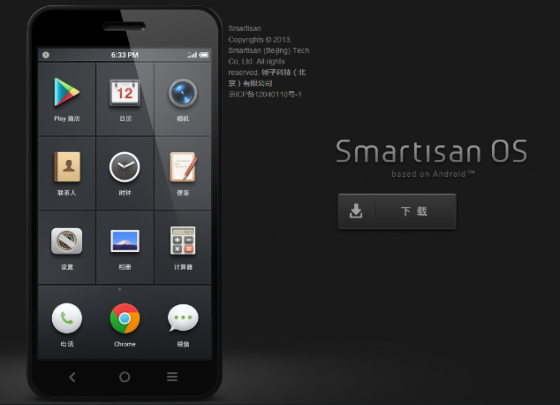 6:33 PM
Play 商店
12
日历
相机
联系人
时钟
便签
设置
相册
计算器
电话
Chrome
短信
Smartisan
Copyrights © 2013,
Smartisan (Beijing) Tech
Co, Ltd. All rights
reserved. 锤子科技（北
京）有限公司
京ICP备12040110号-1
Smartisan OS
based on Android™
下载